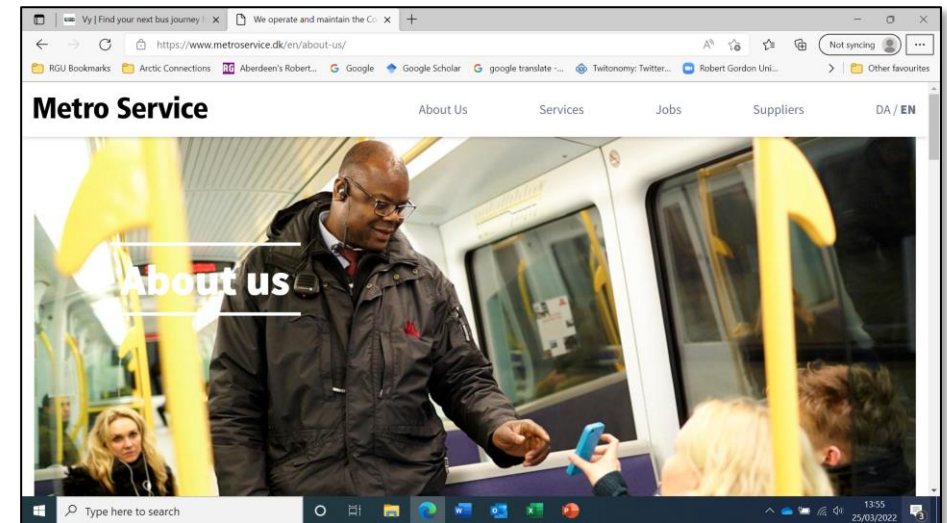 Vy | Find your next bus journey
We operate and maintain the Co
https://www.metroservice.dk/en/about-us/
Not syncing
RGU Bookmarks
Arctic Connections
RG Aberdeen's Robert...
G Google
Google Scholar
G google translate -...
Twitonomy: Twitter...
Robert Gordon Uni...
Other favourites
Metro Service
About Us
Services
Jobs
Suppliers
DA / EN
About us
Type here to search
13:55
25/03/2022
3